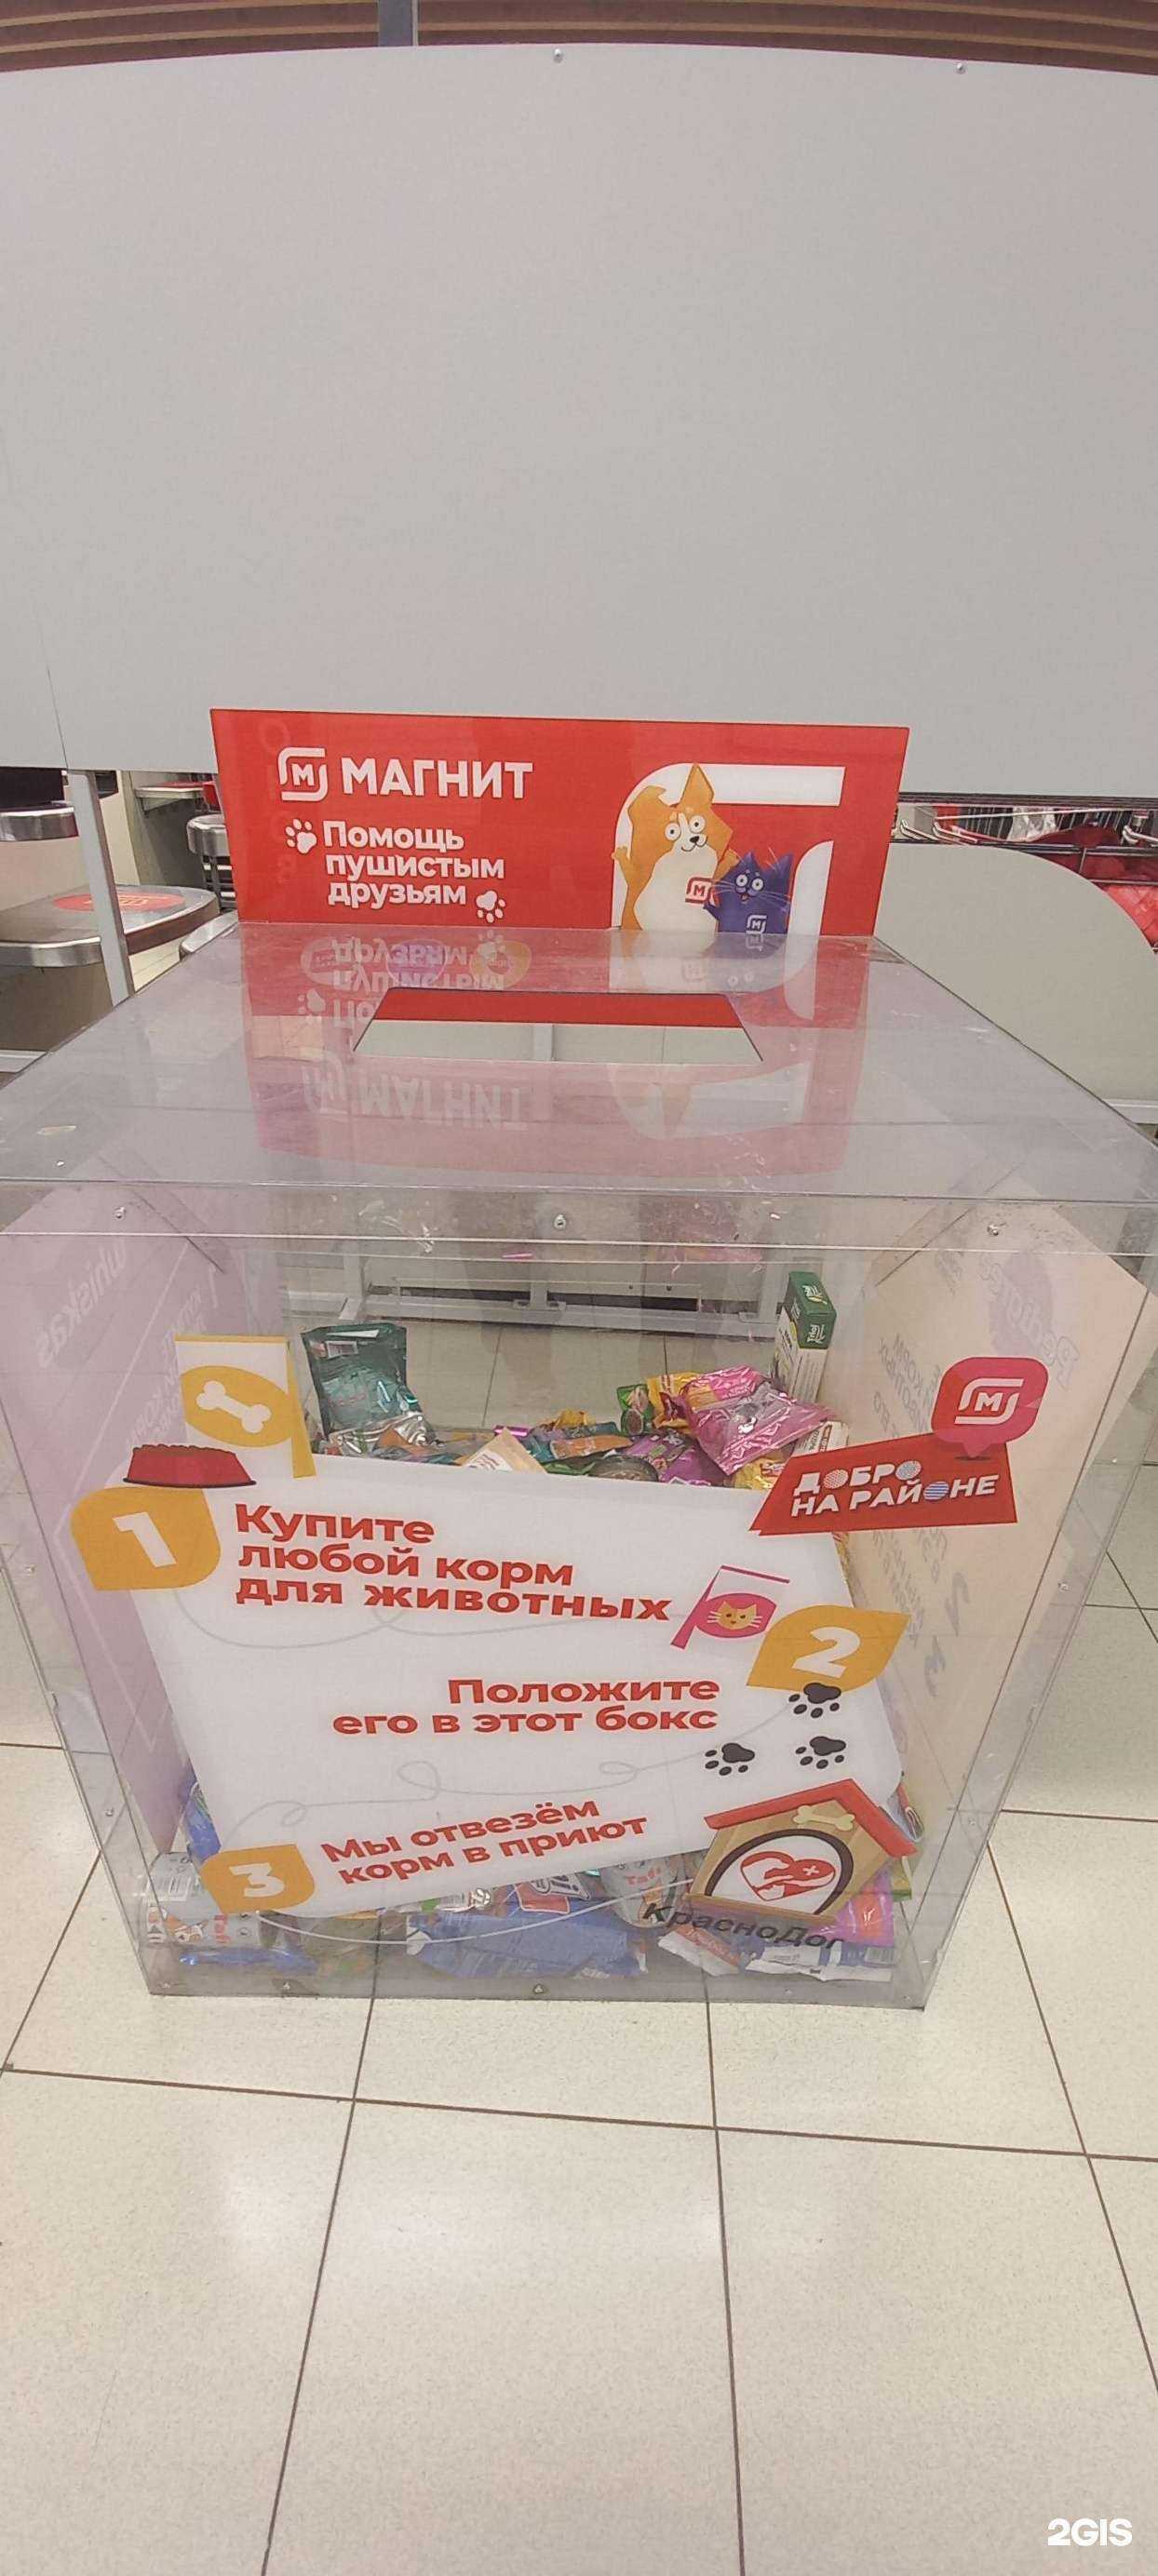 МАГНИТ
Помощь
пушистым
друзьям
ДОБРО
НА РАЙОНЕ
1
Купите
любой корм
для животных
2
Положите
его в этот бокс
3
Мы отвезём
корм в приют
КрасноДог
2GIS